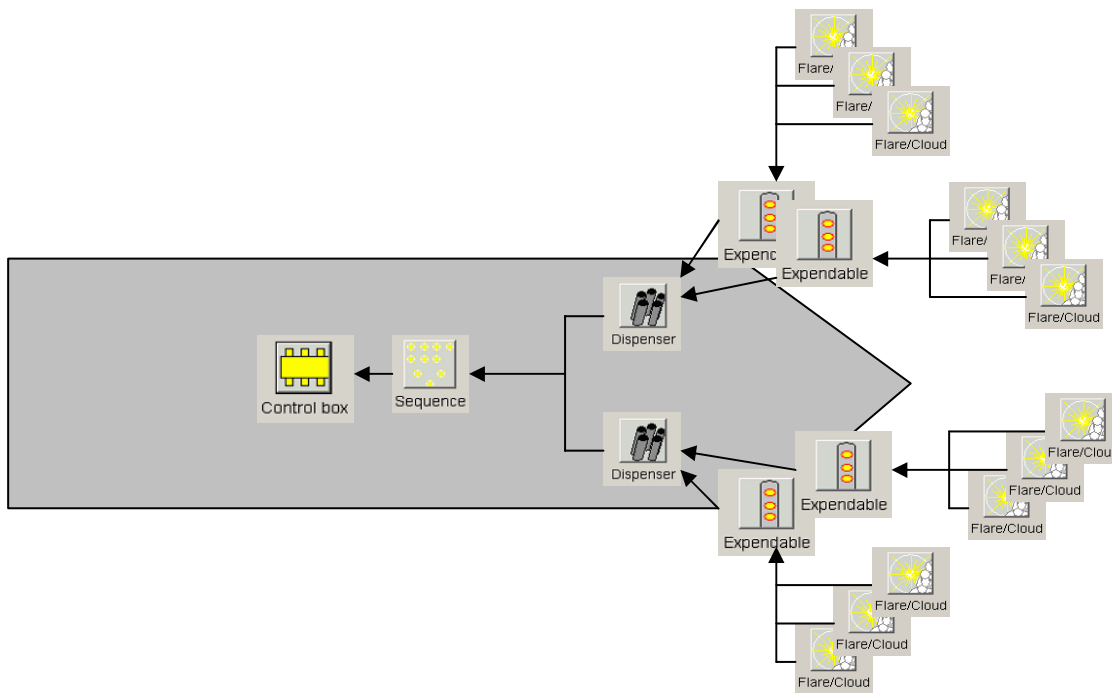 Flare/
Flare/
Flare/Cloud
Expend
Expendable
Flare/
Flare/
Flare/Cloud
Dispenser
Control box
Sequence
Dispenser
Flare/Clou
Flare/Cloud
Flare/Cloud
Expendable
Expendable
Flare/Cloud
Flare/Cloud
Flare/Cloud